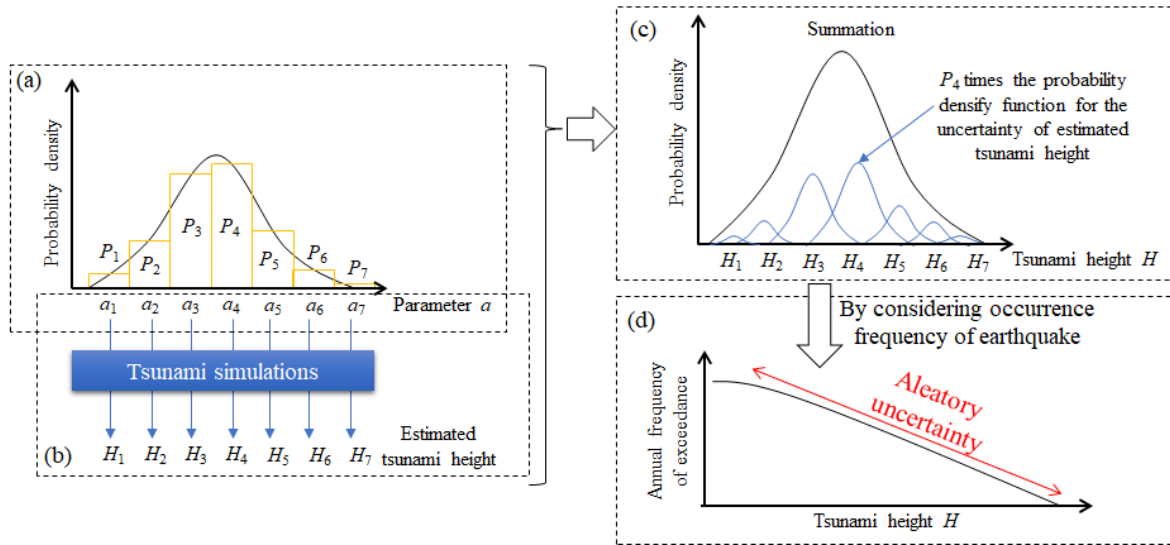 (a)
Probability density
P1
P2
P3
P4
P5
P6
P7
a1 a2 a3 a4 a5 a6 a7
Parameter a
Tsunami simulations
(b)
H1 H2 H3 H4 H5 H6 H7
Estimated
tsunami height
(c)
Summation
Probability density
P4 times the probability
densify function for the
uncertainty of estimated
tsunami height
H1 H2 H3 H4 H5 H6 H7
Tsunami height H
By considering occurrence
frequency of earthquake
(d)
Annual frequency
of exceedance
Aleatory
uncertainty
Tsunami height H